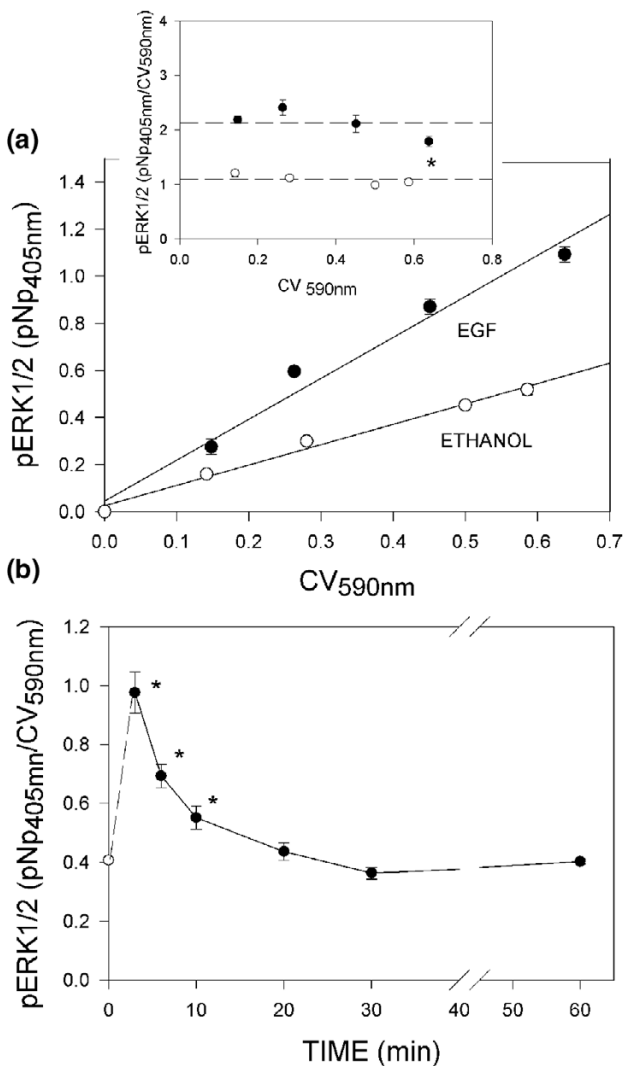 4
3
2
1
0
pERK1/2 (pNp405nm/CV590nm)
*
0.0 0.2 0.4 0.6 0.8
CV 590nm
(a)
1.4
1.2
1.0
0.8
0.6
0.4
0.2
0.0
pERK1/2 (pNp405nm)
EGF
ETHANOL
0.0 0.1 0.2 0.3 0.4 0.5 0.6 0.7
CV590nm
(b)
1.2
1.0
0.8
0.6
0.4
0.2
0.0
pERK1/2 (pNp405mn/CV590nm)
*
*
*
0 10 20 30 40 50 60
TIME (min)